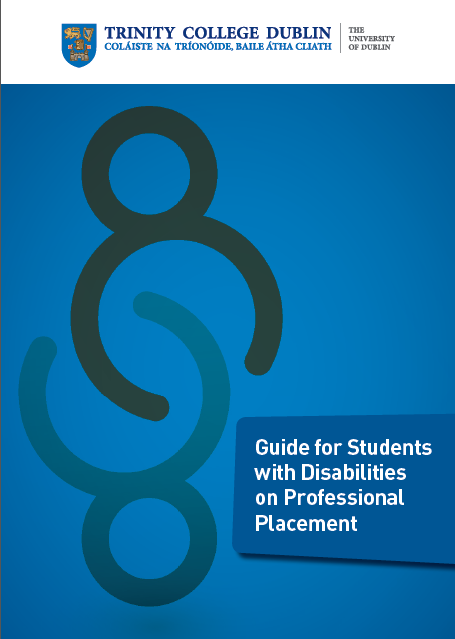 TRINITY COLLEGE DUBLIN
COLÁISTE NA TRÍONÓIDE, BAILE ÁTHA CLIATH
THE
UNIVERSITY
OF DUBLIN
Guide for Students
with Disabilities
on Professional
Placement